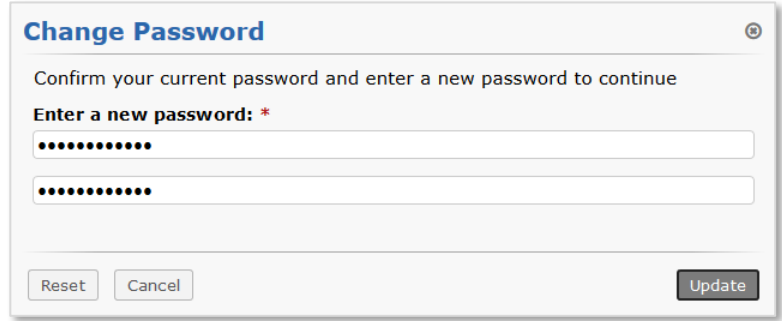 Change Password
Confirm your current password and enter a new password to continue
Enter a new password: *
••••••••••••
••••••••••••
Reset Cancel Update